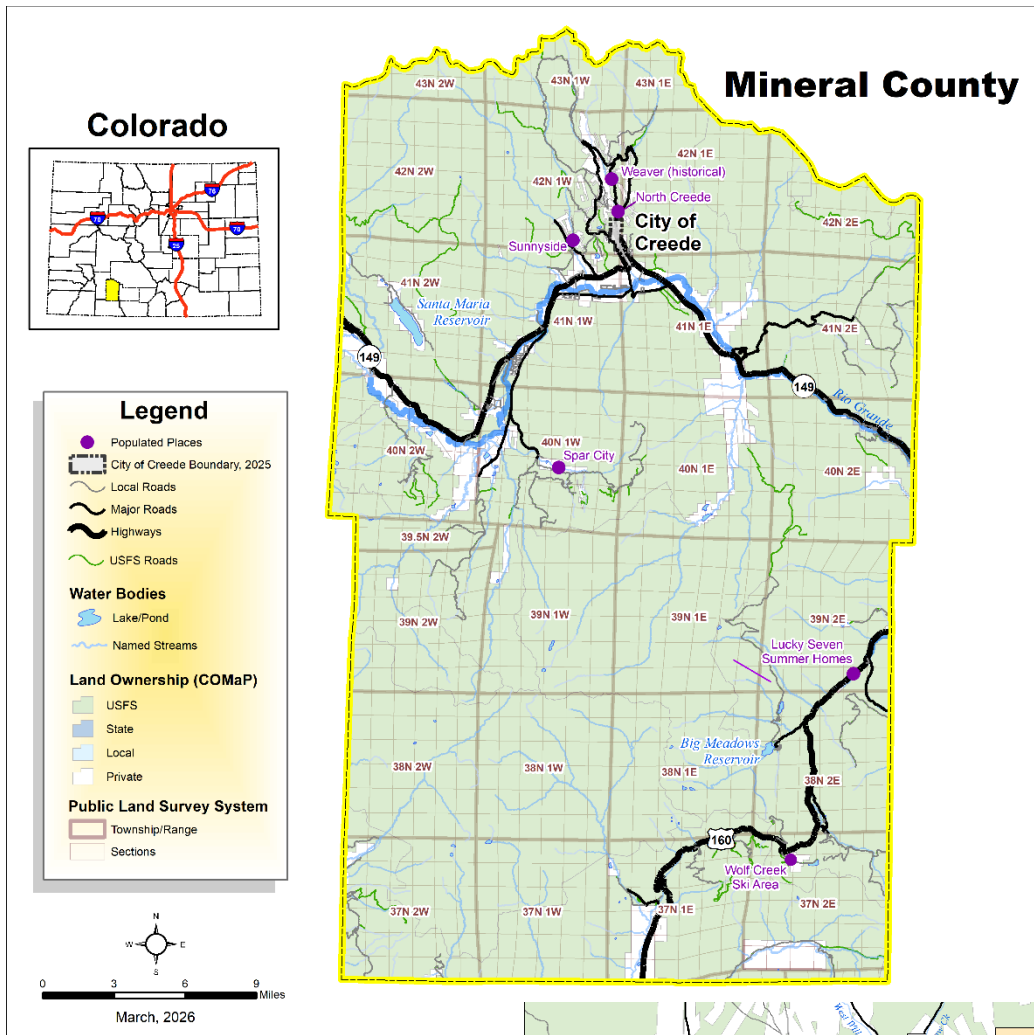 Mineral County
Colorado
76
70
25
70
Legend
Populated Places
City of Creede Boundary, 2025
Local Roads
Major Roads
Highways
USFS Roads
Water Bodies
Lake/Pond
Named Streams
Land Ownership (COMaP)
USFS
State
Local
Private
Public Land Survey System
Township/Range
Sections
N
W
E
S
0
3
6
9
Miles
March, 2026
43N 2W
43N 1W
43N 1E
42N 2W
42N 1W
42N 1E
42N 2E
Weaver (historical)
North Creede
City of
Creede
Sunnyside
41N 2W
Santa Maria
Reservoir
41N 1W
41N 1E
41N 2E
149
149
Rio Grande
40N 2W
40N 1W
Spar City
40N 1E
40N 2E
39.5N 2W
39N 2W
39N 1W
39N 1E
39N 2E
Lucky Seven
Summer Homes
Big Meadows
Reservoir
38N 2W
38N 1W
38N 1E
38N 2E
160
Wolf Creek
Ski Area
37N 2W
37N 1W
37N 1E
37N 2E